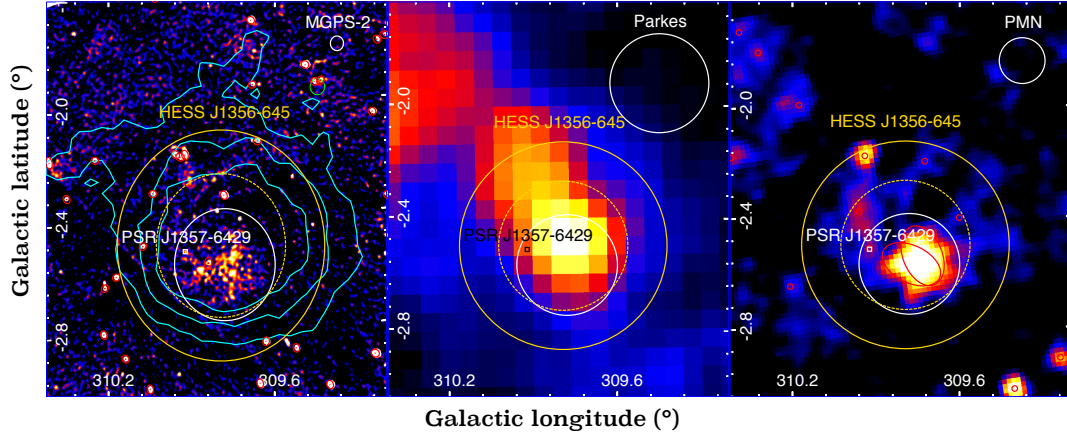 MGPS-2
HESS J1356-645
PSR J1357-6429
-2.0
-2.4
-2.8
310.2
309.6
Parkes
HESS J1356-645
PSR J1357-6429
-2.0
-2.4
-2.8
310.2
309.6
PMN
HESS J1356-645
PSR J1357-6429
-2.0
-2.4
-2.8
310.2
309.6
Galactic latitude (°)
Galactic longitude (°)